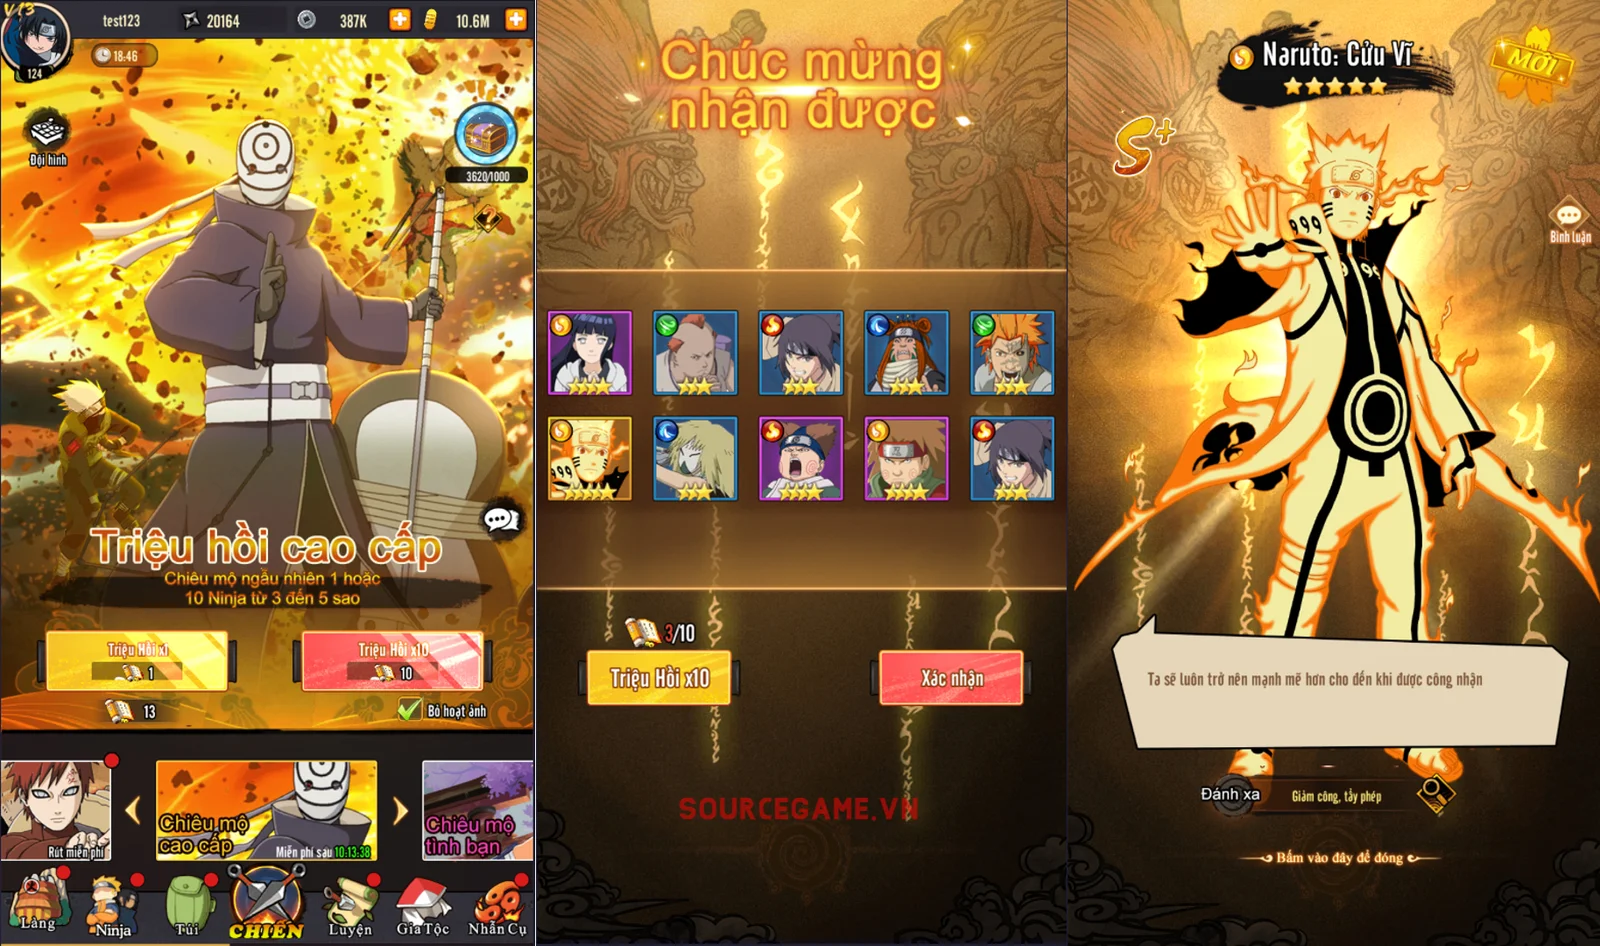 V13
test123
20164
387K
10.6M
124
18:46
Đội hình
3620/1000
Triệu hồi cao cấp
Chiêu mộ ngẫu nhiên 1 hoặc
10 Ninja từ 3 đến 5 sao
Triệu Hồi x1
1
Triệu Hồi x10
10
13
Bỏ hoạt ảnh
Rút miễn phí
Chiêu mộ
cao cấp
Miễn phí sau 10:13:38
Chiêu mộ
tình bạn
Làng
Ninja
Túi
CHIẾN
Luyện
Gia Tộc
Nhẫn Cụ
Chúc mừng
nhận được
3/10
Triệu Hồi x10
Xác nhận
SOURCEGAME.VN
Naruto: Cửu Vĩ
MỚI
S+
Bình luận
Ta sẽ luôn trở nên mạnh mẽ hơn cho đến khi được công nhận
Đánh xa
Giảm công, tẩy phép
Bấm vào đây để đóng